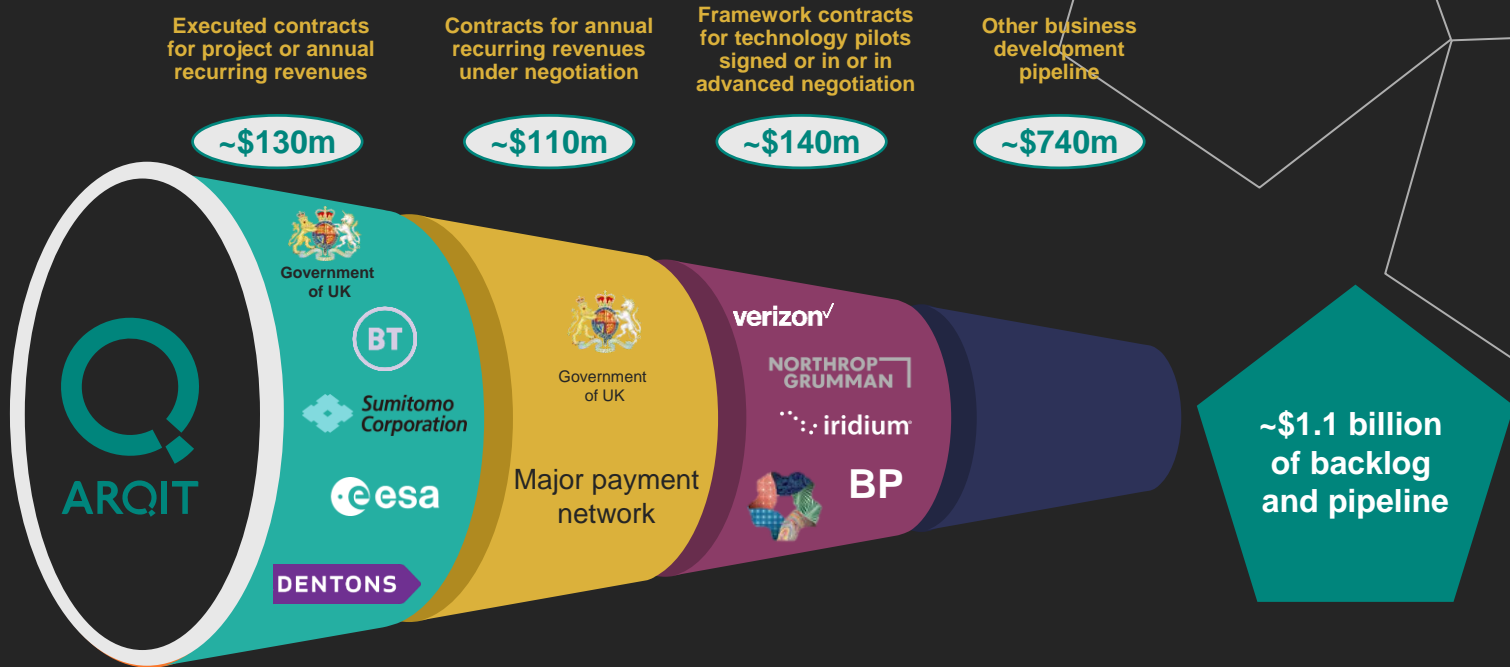 Executed contracts
for project or annual
recurring revenues
Contracts for annual
recurring revenues
under negotiation
Framework contracts
for technology pilots
signed or in or in
advanced negotiation
Other business
development
pipeline
~$130m
~$110m
~$140m
~$740m
ARQIT
Government
of UK
BT
Sumitomo
Corporation
esa
DENTONS
Government
of UK
Major payment
network
verizon✓
NORTHROP
GRUMMAN
iridium
BP
~$1.1 billion
of backlog
and pipeline